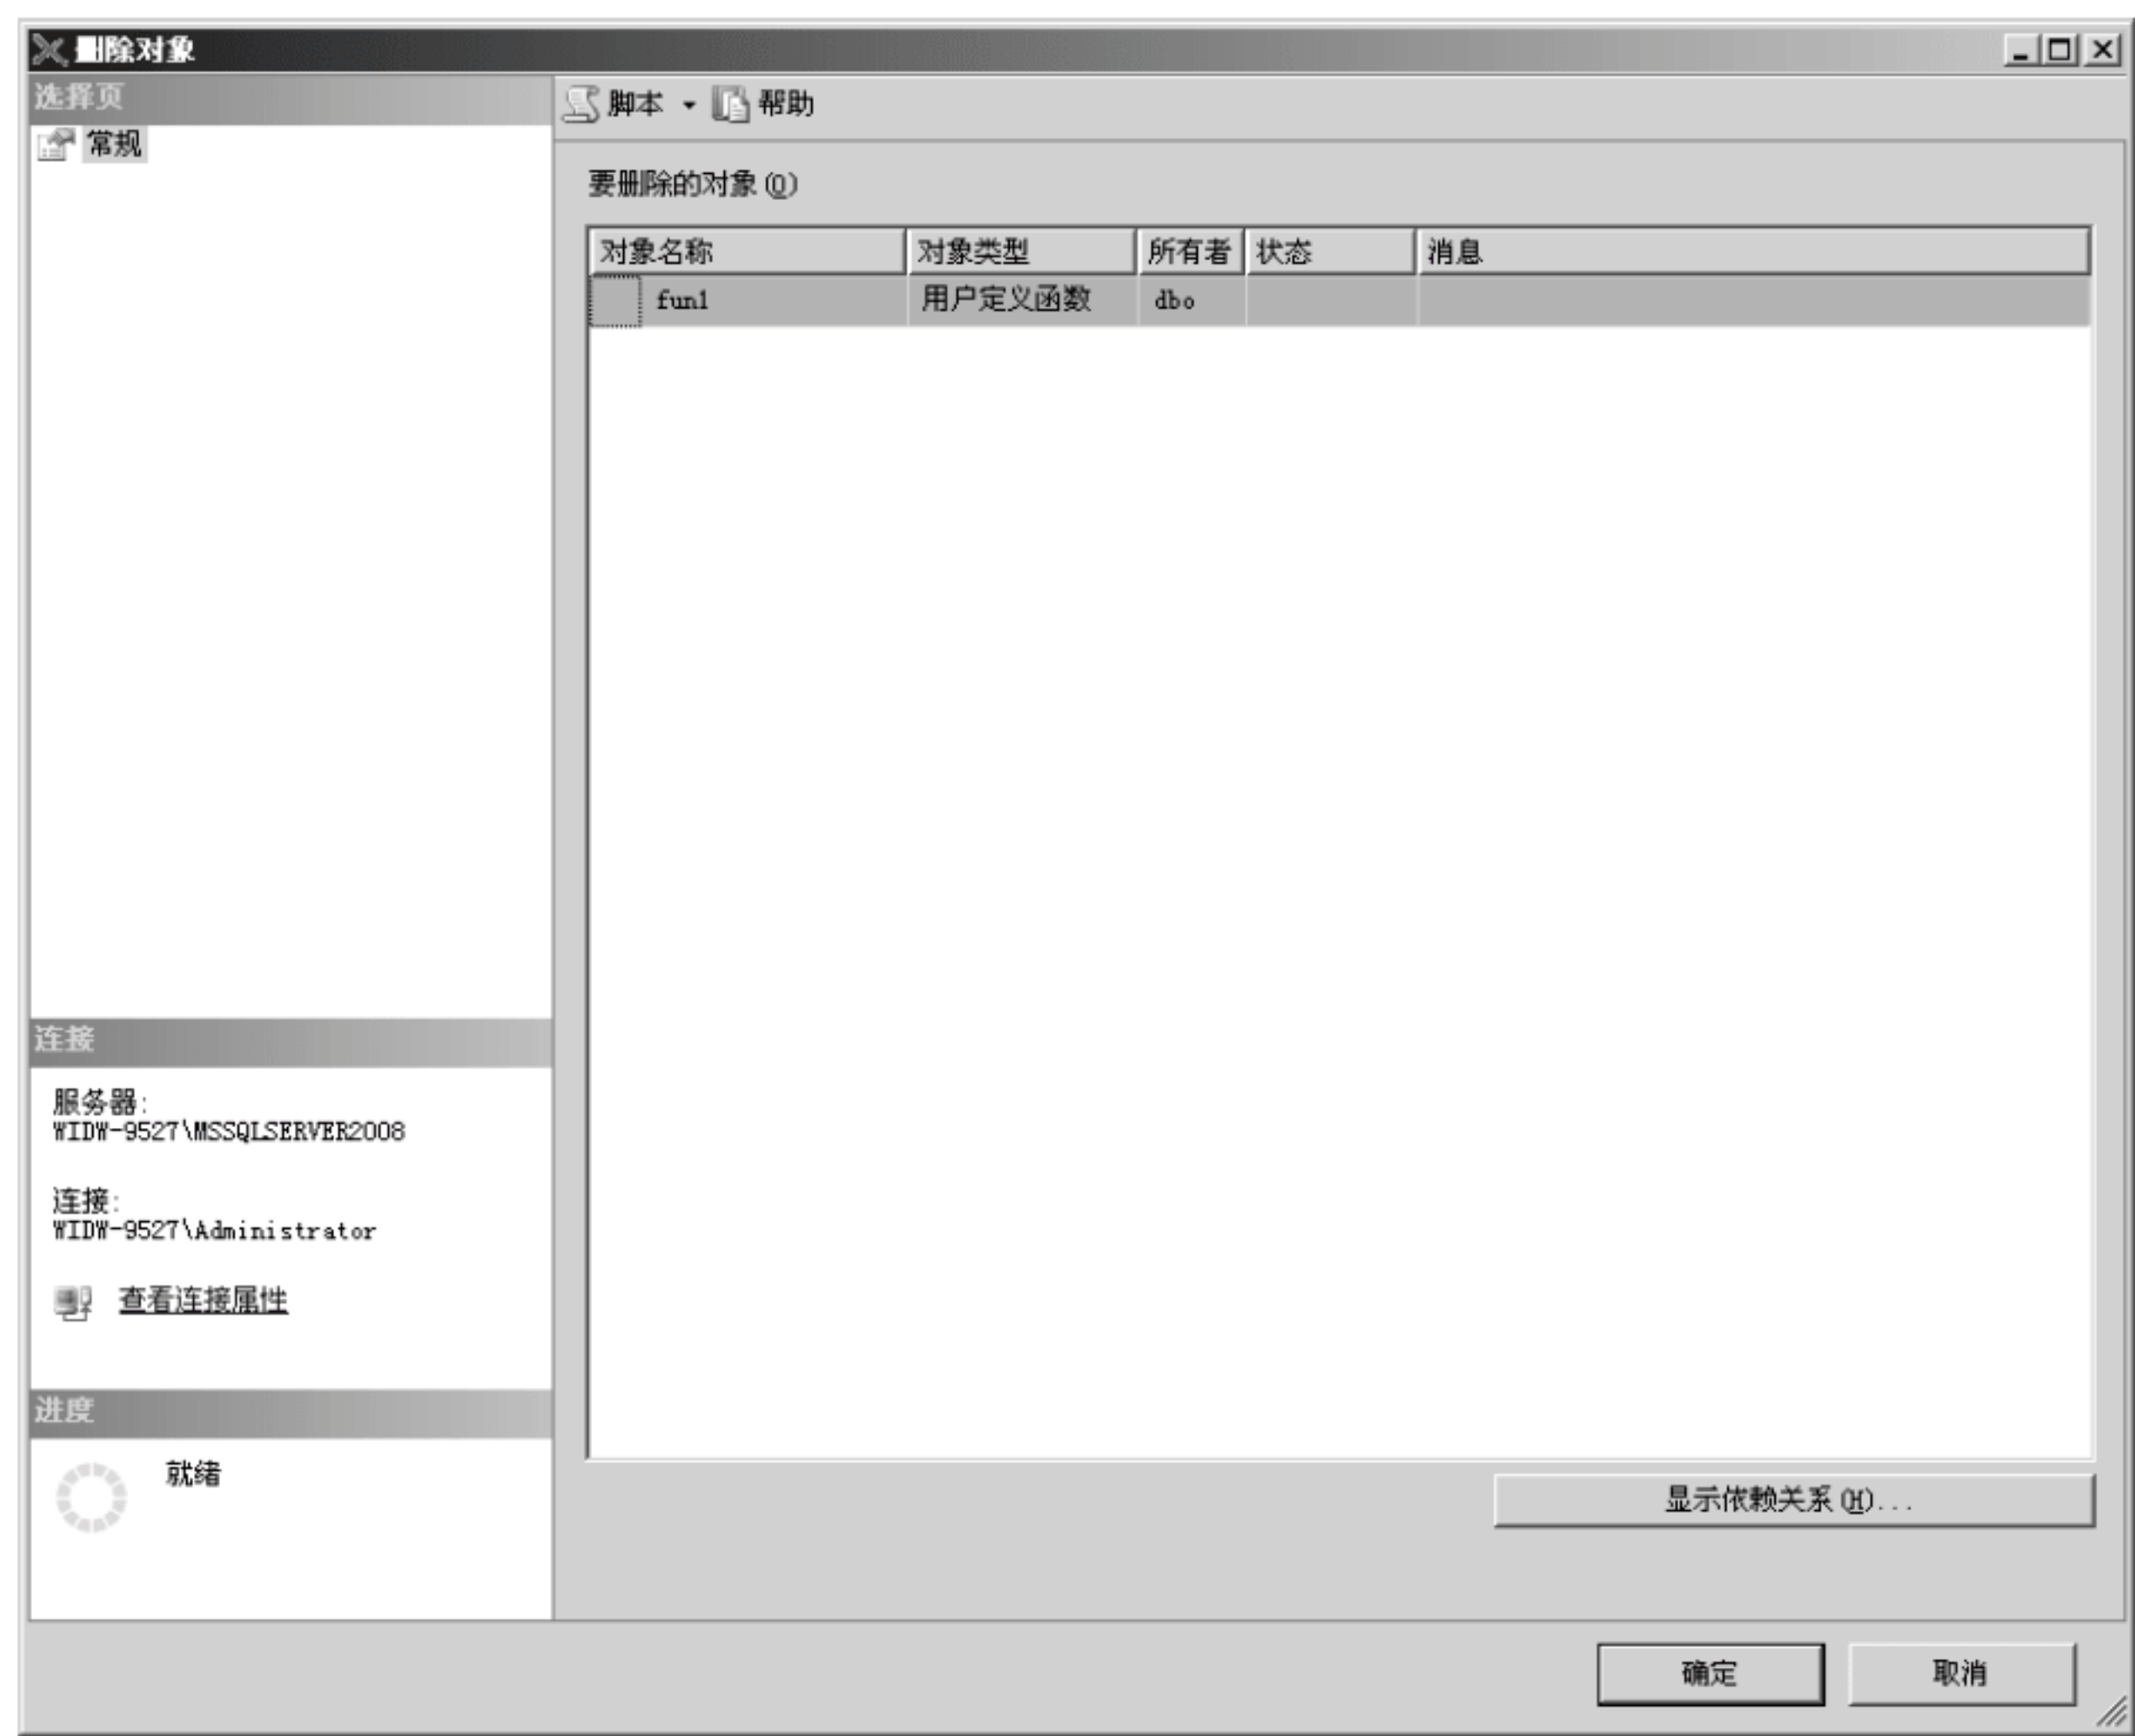 删除对象
选择页
常规
脚本 帮助
要删除的对象(O)
对象名称 对象类型 所有者 状态 消息
fun1 用户定义函数 dbo
连接
服务器:
WIDW-9527\MSSQLSERVER2008
连接:
WIDW-9527\Administrator
查看连接属性
进度
就绪
显示依赖关系(H)...
确定 取消